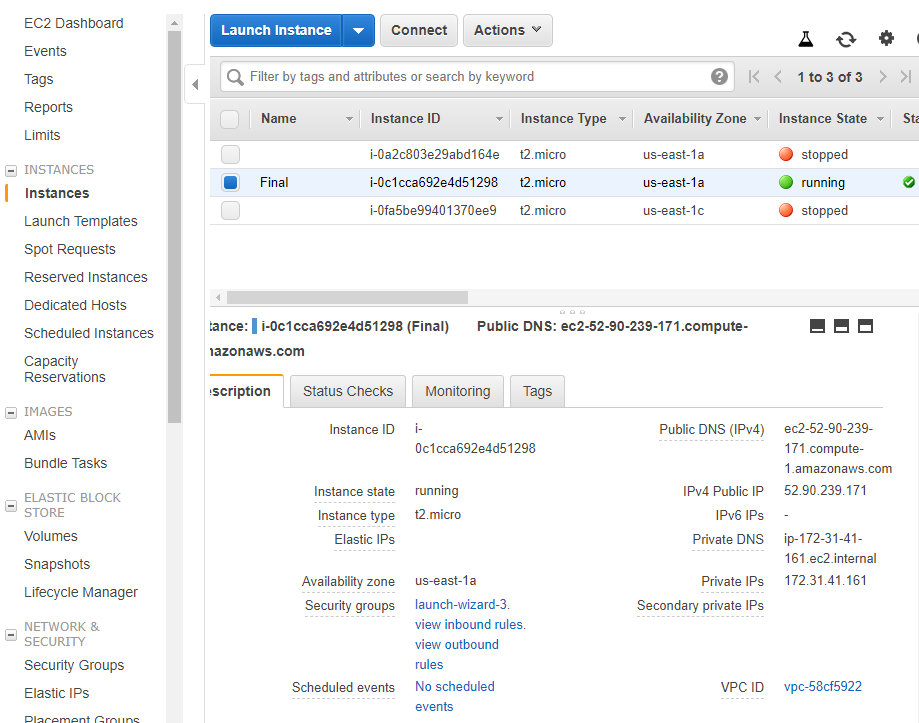 EC2 Dashboard
Events
Tags
Reports
Limits
INSTANCES
Instances
Launch Templates
Spot Requests
Reserved Instances
Dedicated Hosts
Scheduled Instances
Capacity
Reservations
IMAGES
AMIs
Bundle Tasks
ELASTIC BLOCK
STORE
Volumes
Snapshots
Lifecycle Manager
NETWORK &
SECURITY
Security Groups
Elastic IPs
Placement Groups
Launch Instance Connect Actions
Filter by tags and attributes or search by keyword ? 1 to 3 of 3
Name Instance ID Instance Type Availability Zone Instance State Sta
i-0a2c803e29abd164e t2.micro us-east-1a stopped
Final i-0c1cca692e4d51298 t2.micro us-east-1a running
i-0fa5be99401370ee9 t2.micro us-east-1c stopped
tance: i-0c1cca692e4d51298 (Final) Public DNS: ec2-52-90-239-171.compute-
nazonaws.com
escription Status Checks Monitoring Tags
Instance ID i-
0c1cca692e4d51298
Instance state running
Instance type t2.micro
Elastic IPs
Availability zone us-east-1a
Security groups launch-wizard-3.
view inbound rules.
view outbound
rules
Scheduled events No scheduled
events
Public DNS (IPv4) ec2-52-90-239-
171.compute-
1.amazonaws.com
IPv4 Public IP 52.90.239.171
IPv6 IPs -
Private DNS ip-172-31-41-
161.ec2.internal
Private IPs 172.31.41.161
Secondary private IPs
VPC ID vpc-58cf5922